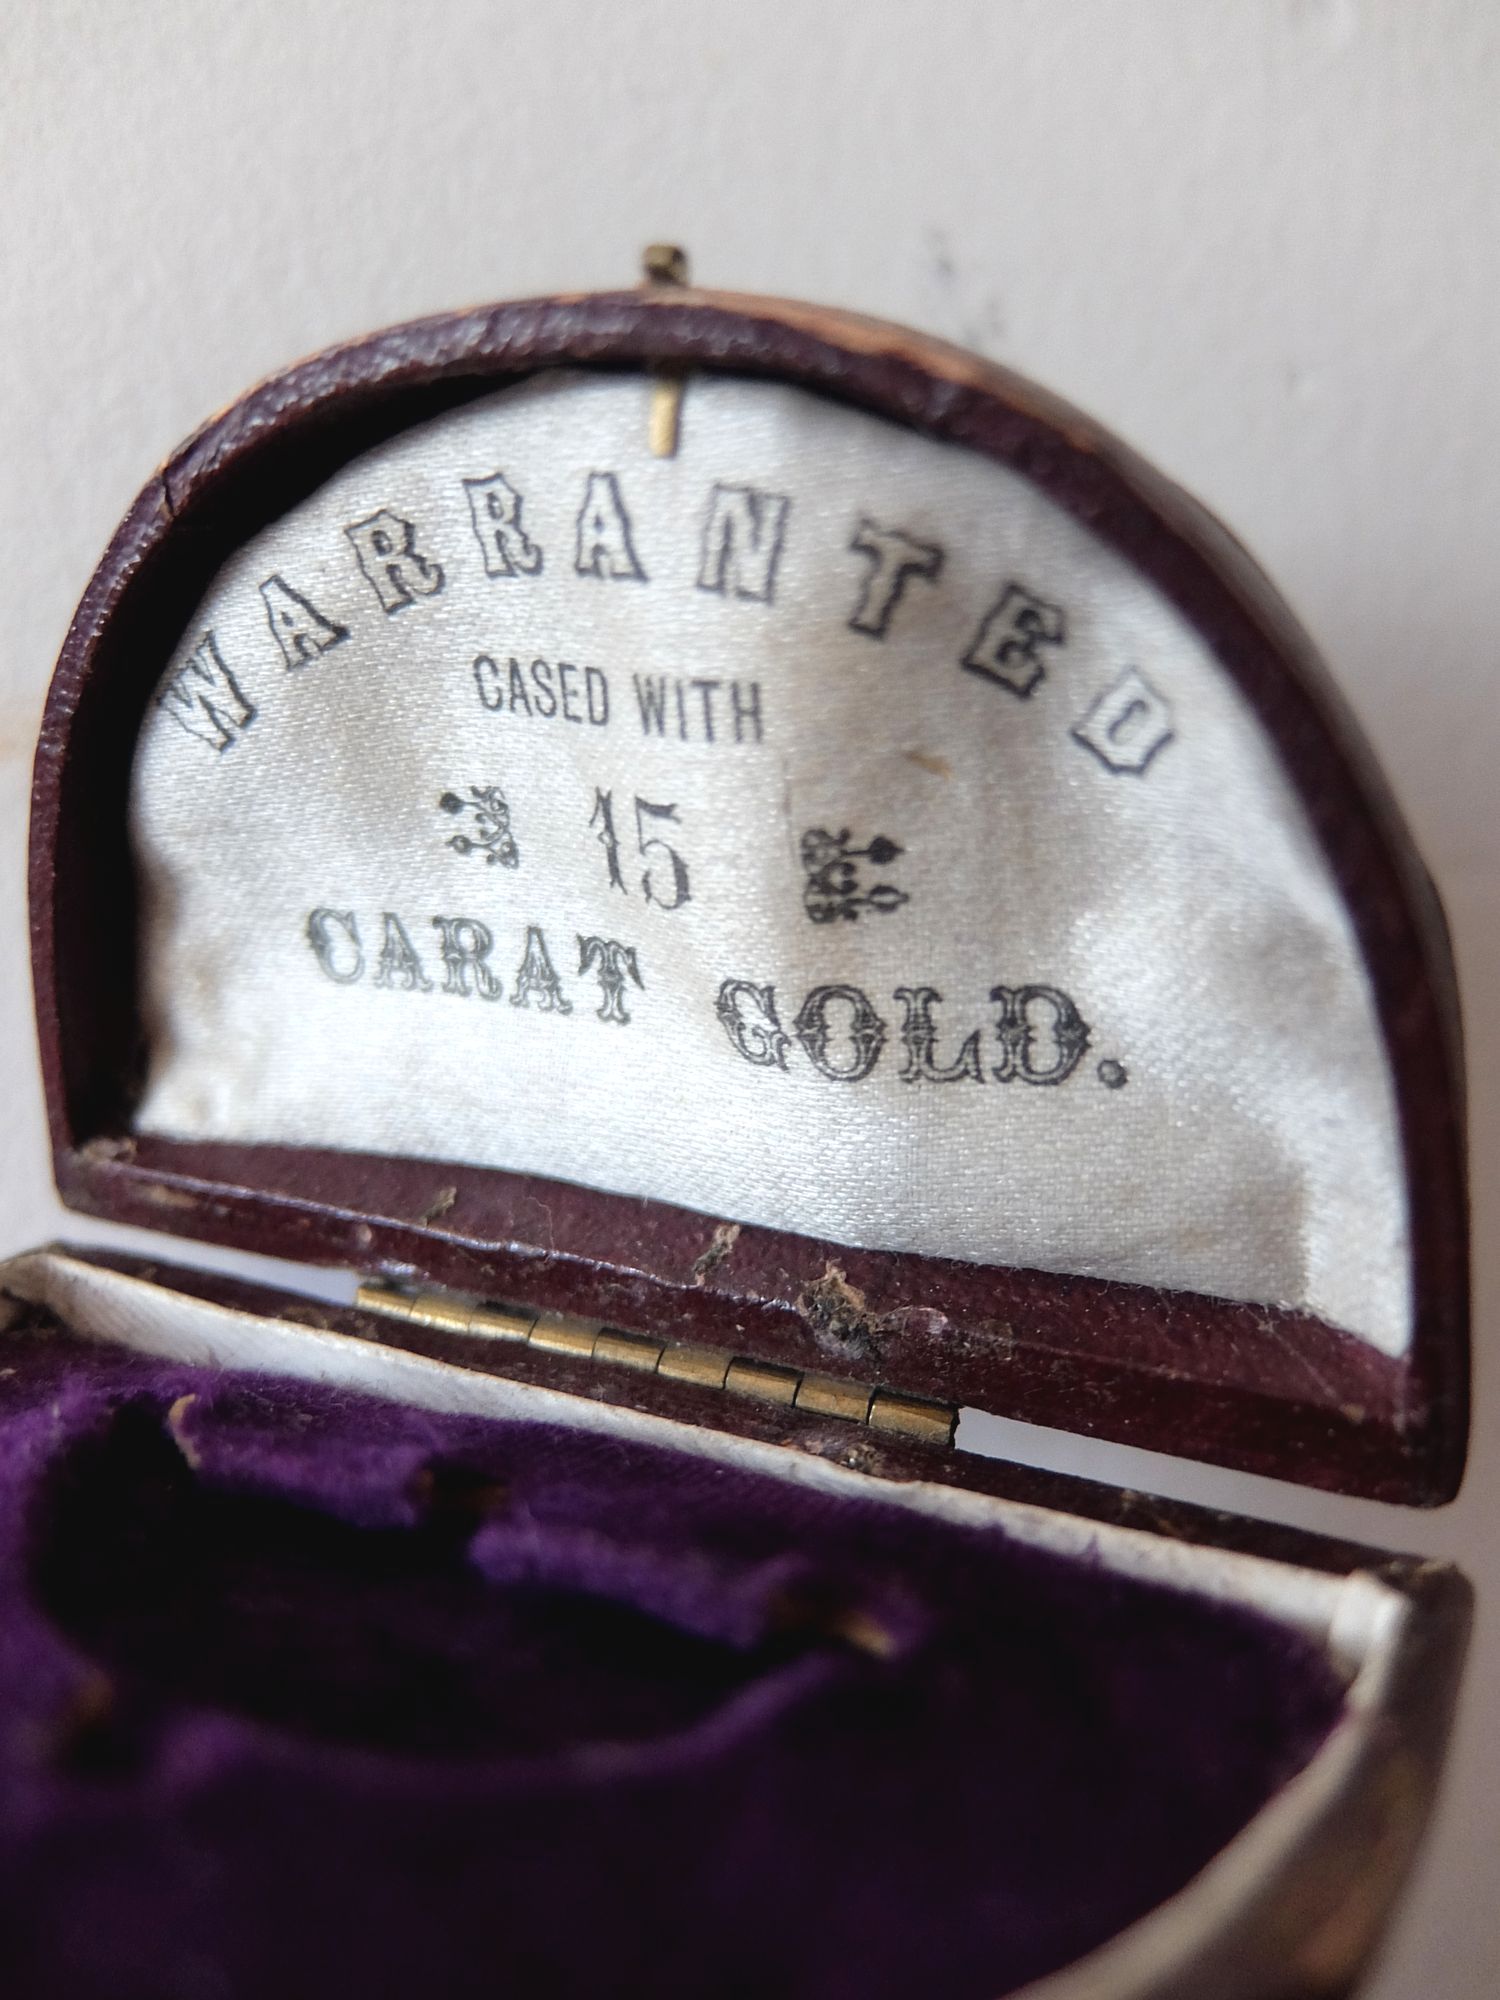 WARRANTED
CASED WITH
15
CARAT GOLD.